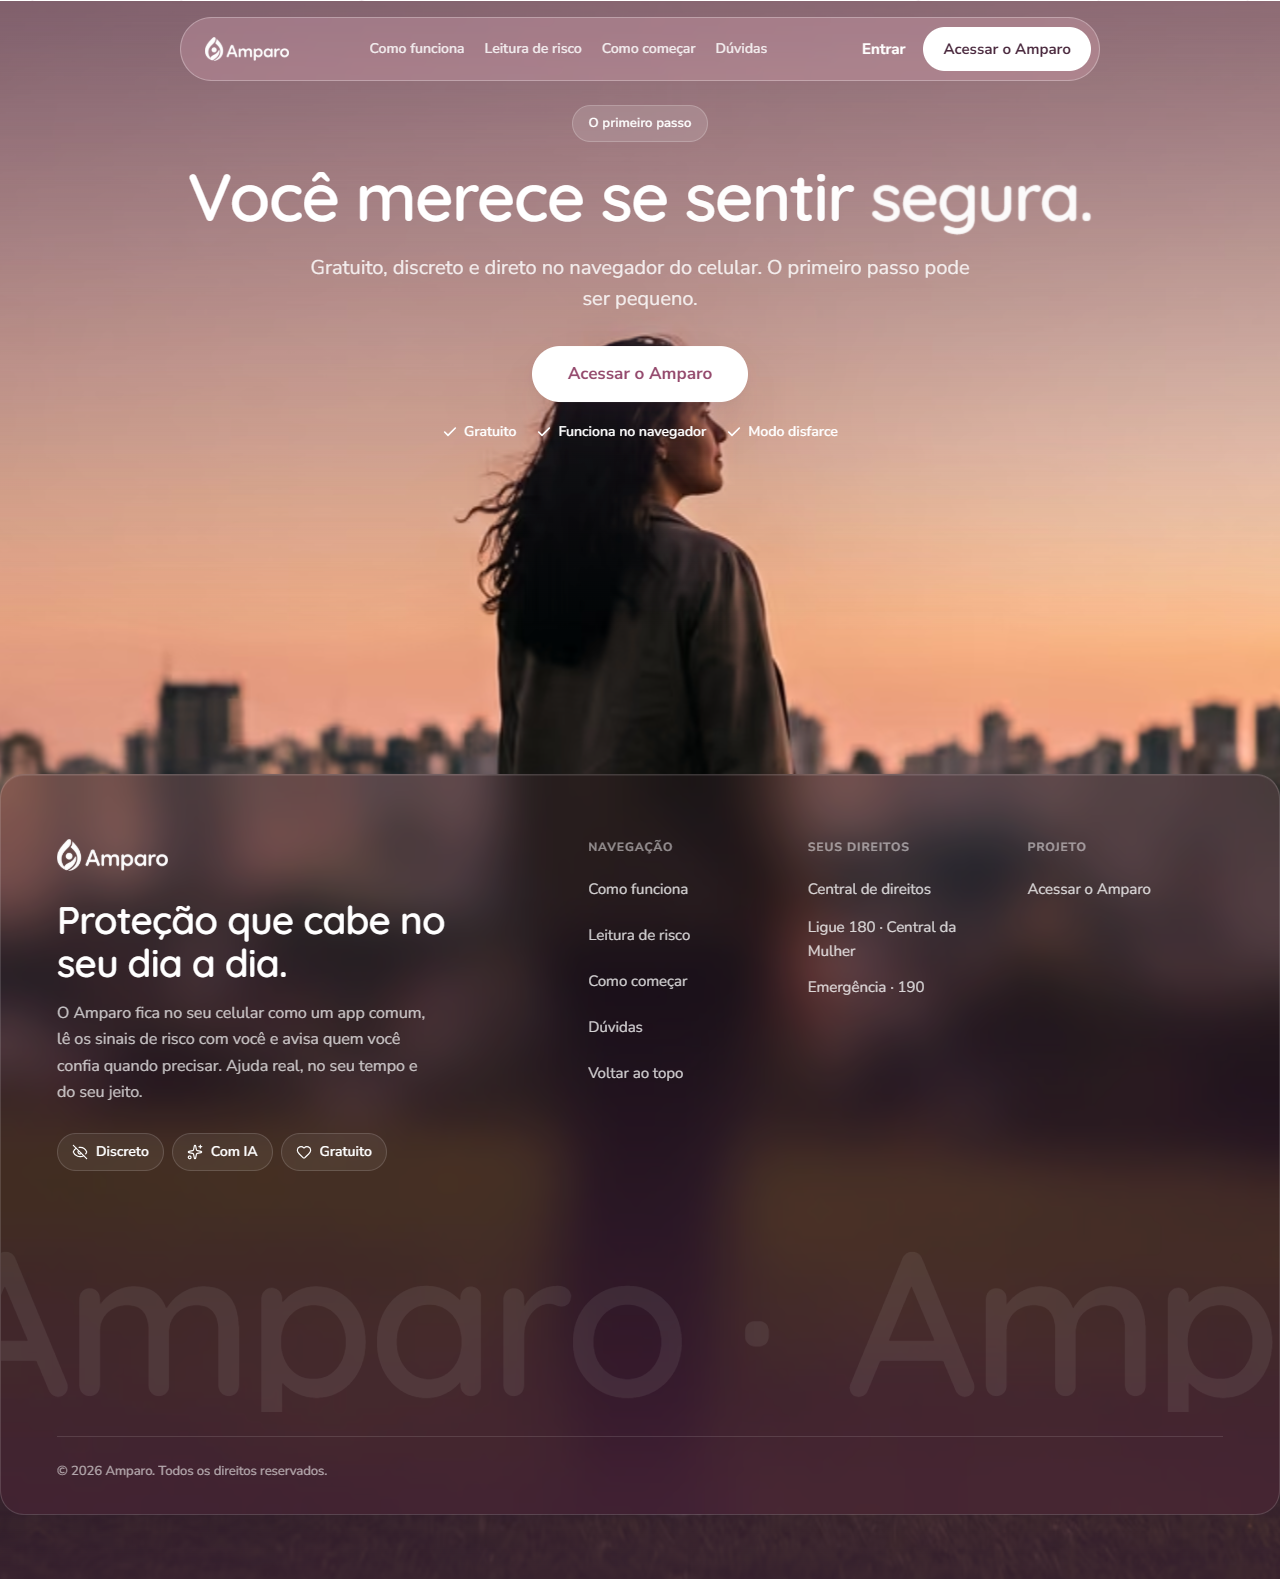 Amparo
Como funciona
Leitura de risco
Como começar
Dúvidas
Entrar
Acessar o Amparo
O primeiro passo
Você merece se sentir segura.
Gratuito, discreto e direto no navegador do celular. O primeiro passo pode
ser pequeno.
Acessar o Amparo
Gratuito
Funciona no navegador
Modo disfarce
Amparo
Proteção que cabe no
seu dia a dia.
O Amparo fica no seu celular como um app comum,
lê os sinais de risco com você e avisa quem você
confia quando precisar. Ajuda real, no seu tempo e
do seu jeito.
Discreto
Com IA
Gratuito
NAVEGAÇÃO
Como funciona
Leitura de risco
Como começar
Dúvidas
Voltar ao topo
SEUS DIREITOS
Central de direitos
Ligue 180 · Central da
Mulher
Emergência · 190
PROJETO
Acessar o Amparo
Amparo · Amp
© 2026 Amparo. Todos os direitos reservados.